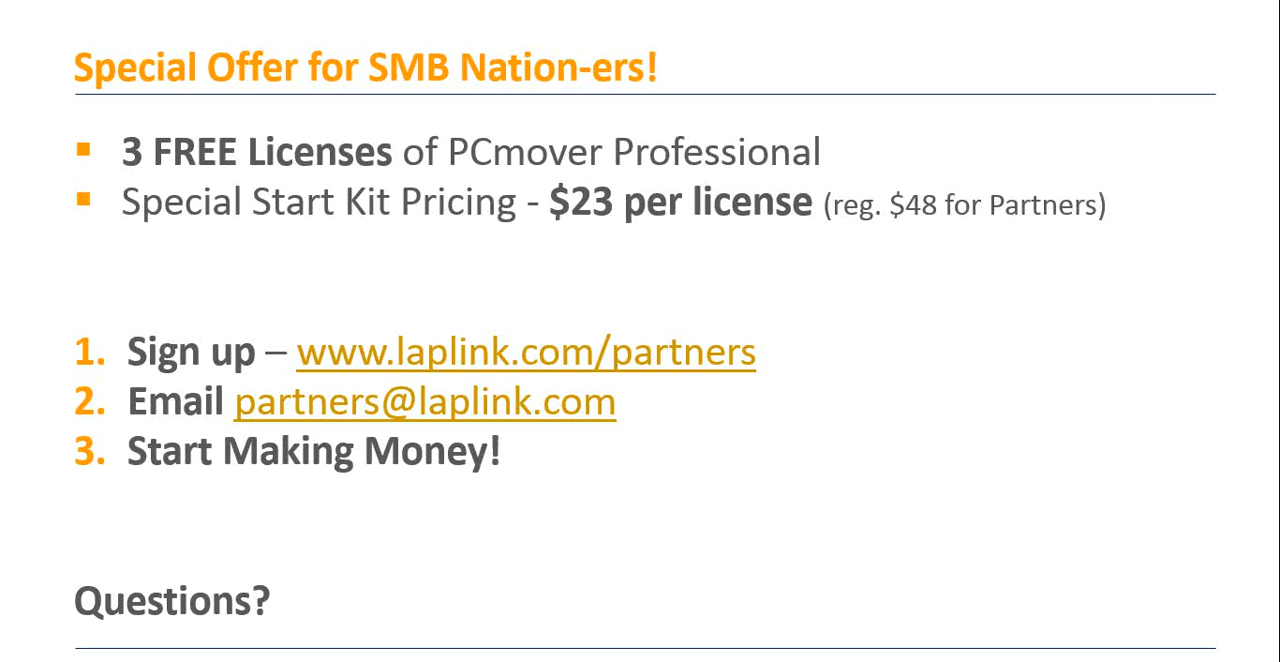 Special Offer for SMB Nation-ers!
▪ 3 FREE Licenses of PCmover Professional
▪ Special Start Kit Pricing - $23 per license (reg. $48 for Partners)
1. Sign up – www.laplink.com/partners
2. Email partners@laplink.com
3. Start Making Money!
Questions?